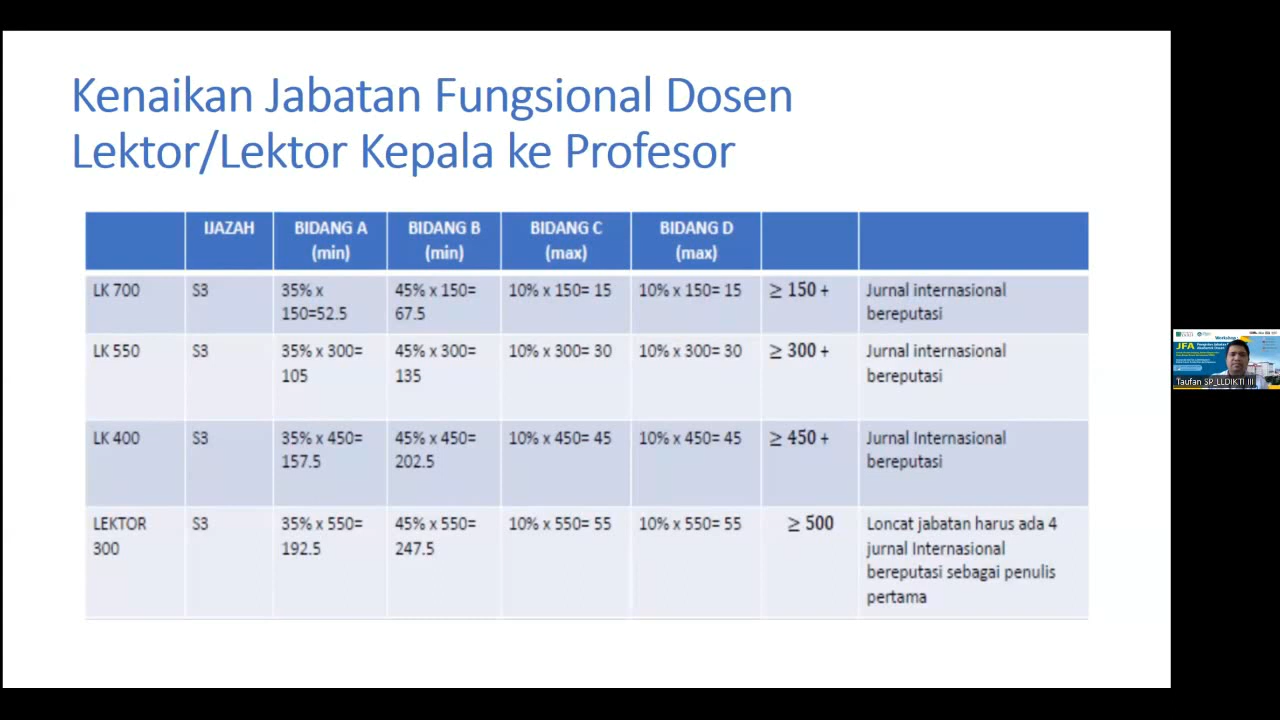 Kenaikan Jabatan Fungsional Dosen
Lektor/Lektor Kepala ke Profesor
IJAZAH BIDANG A (min) BIDANG B (min) BIDANG C (max) BIDANG D (max)
LK 700 S3 35% x 150=52.5 45% x 150= 67.5 10% x 150= 15 10% x 150= 15 ≥ 150 + Jurnal internasional bereputasi
LK 550 S3 35% x 300= 105 45% x 300= 135 10% x 300= 30 10% x 300= 30 ≥ 300 + Jurnal internasional bereputasi
LK 400 S3 35% x 450= 157.5 45% x 450= 202.5 10% x 450= 45 10% x 450= 45 ≥ 450 + Jurnal Internasional bereputasi
LEKTOR 300 S3 35% x 550= 192.5 45% x 550= 247.5 10% x 550= 55 10% x 550= 55 ≥ 500 Loncat jabatan harus ada 4 jurnal Internasional bereputasi sebagai penulis pertama
Workshop
JFA
Taufan SP_LLDIKTI III